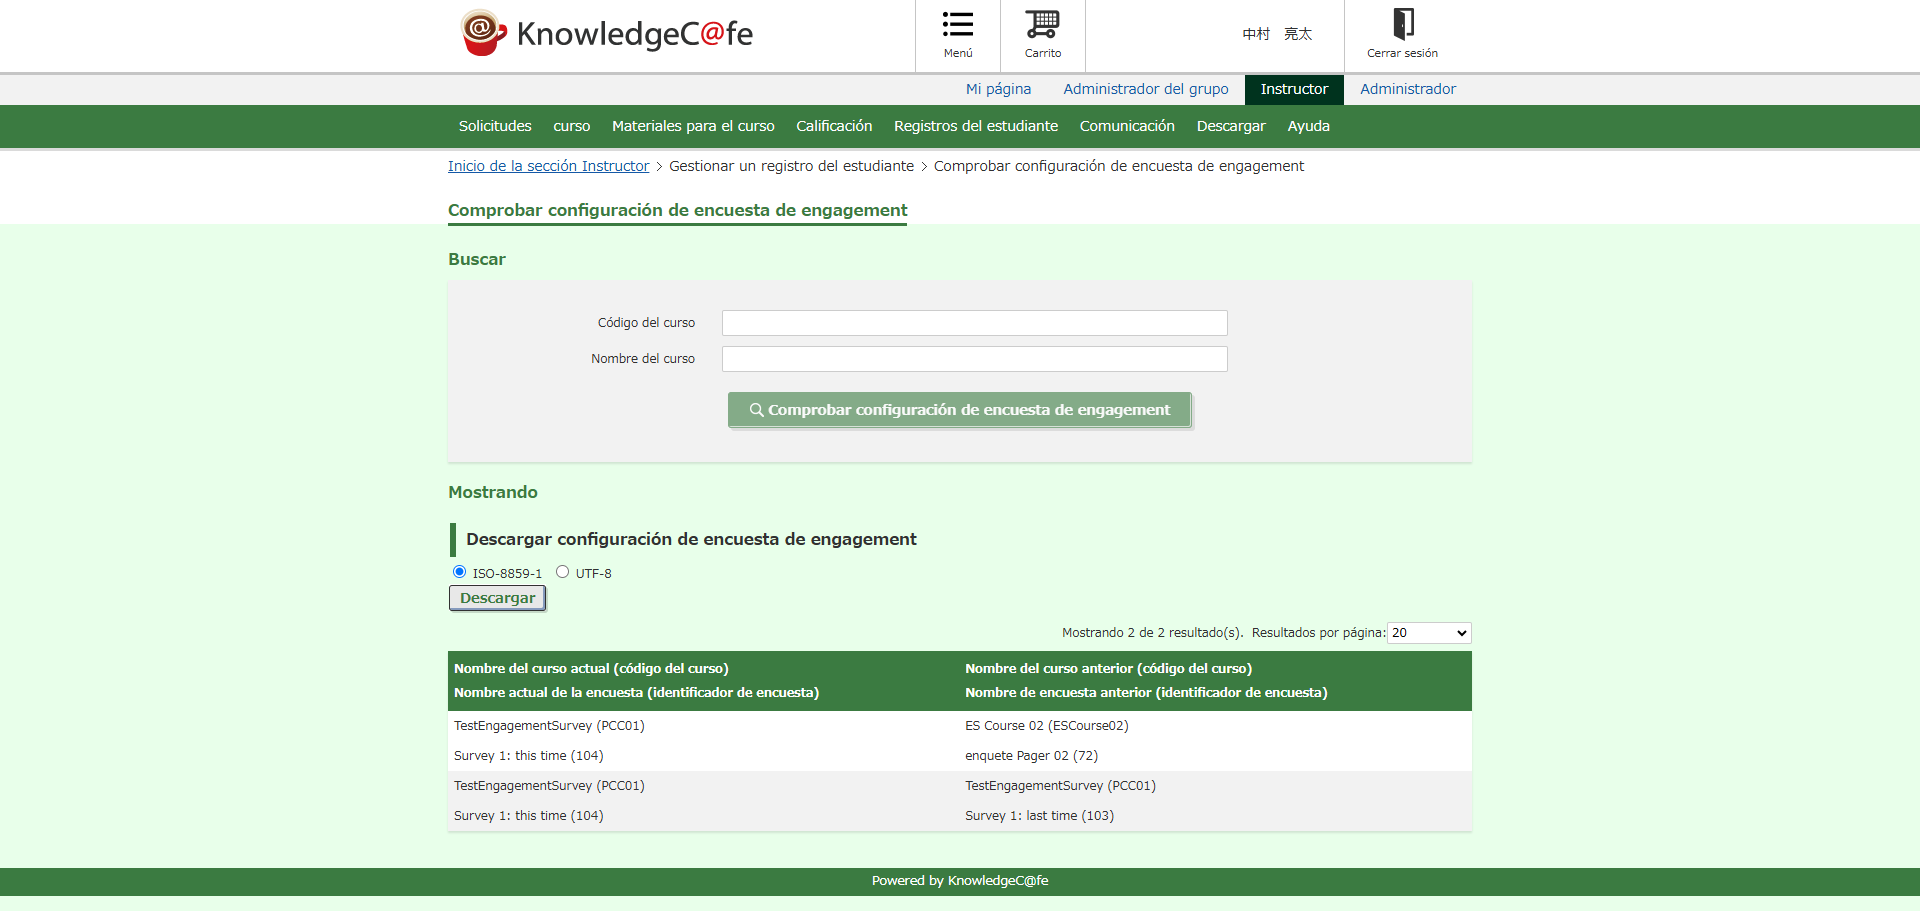 KnowledgeC@fe
Menú
Carrito
中村　亮太
Cerrar sesión
Mi página Administrador del grupo Instructor Administrador
Solicitudes curso Materiales para el curso Calificación Registros del estudiante Comunicación Descargar Ayuda
Inicio de la sección Instructor > Gestionar un registro del estudiante > Comprobar configuración de encuesta de engagement
Comprobar configuración de encuesta de engagement
Buscar
Código del curso
Nombre del curso
Comprobar configuración de encuesta de engagement
Mostrando
Descargar configuración de encuesta de engagement
ISO-8859-1 UTF-8
Descargar
Mostrando 2 de 2 resultado(s). Resultados por página: 20
Nombre del curso actual (código del curso) Nombre del curso anterior (código del curso)
Nombre actual de la encuesta (identificador de encuesta) Nombre de encuesta anterior (identificador de encuesta)
TestEngagementSurvey (PCC01) ES Course 02 (ESCourse02)
Survey 1: this time (104) enquete Pager 02 (72)
TestEngagementSurvey (PCC01) TestEngagementSurvey (PCC01)
Survey 1: this time (104) Survey 1: last time (103)
Powered by KnowledgeC@fe